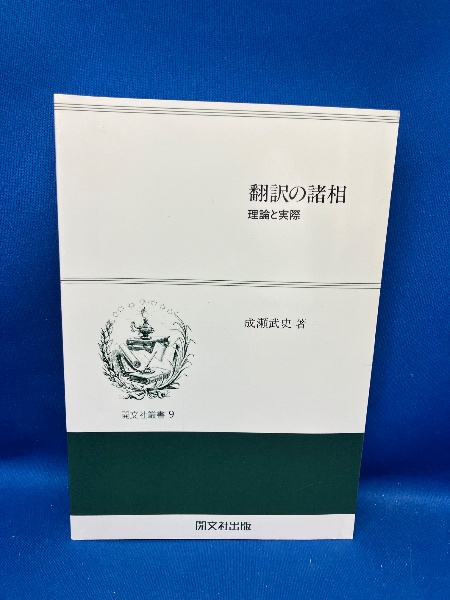 翻訳の諸相
理論と実際
成瀬武史 著
開文社叢書 9
開文社出版